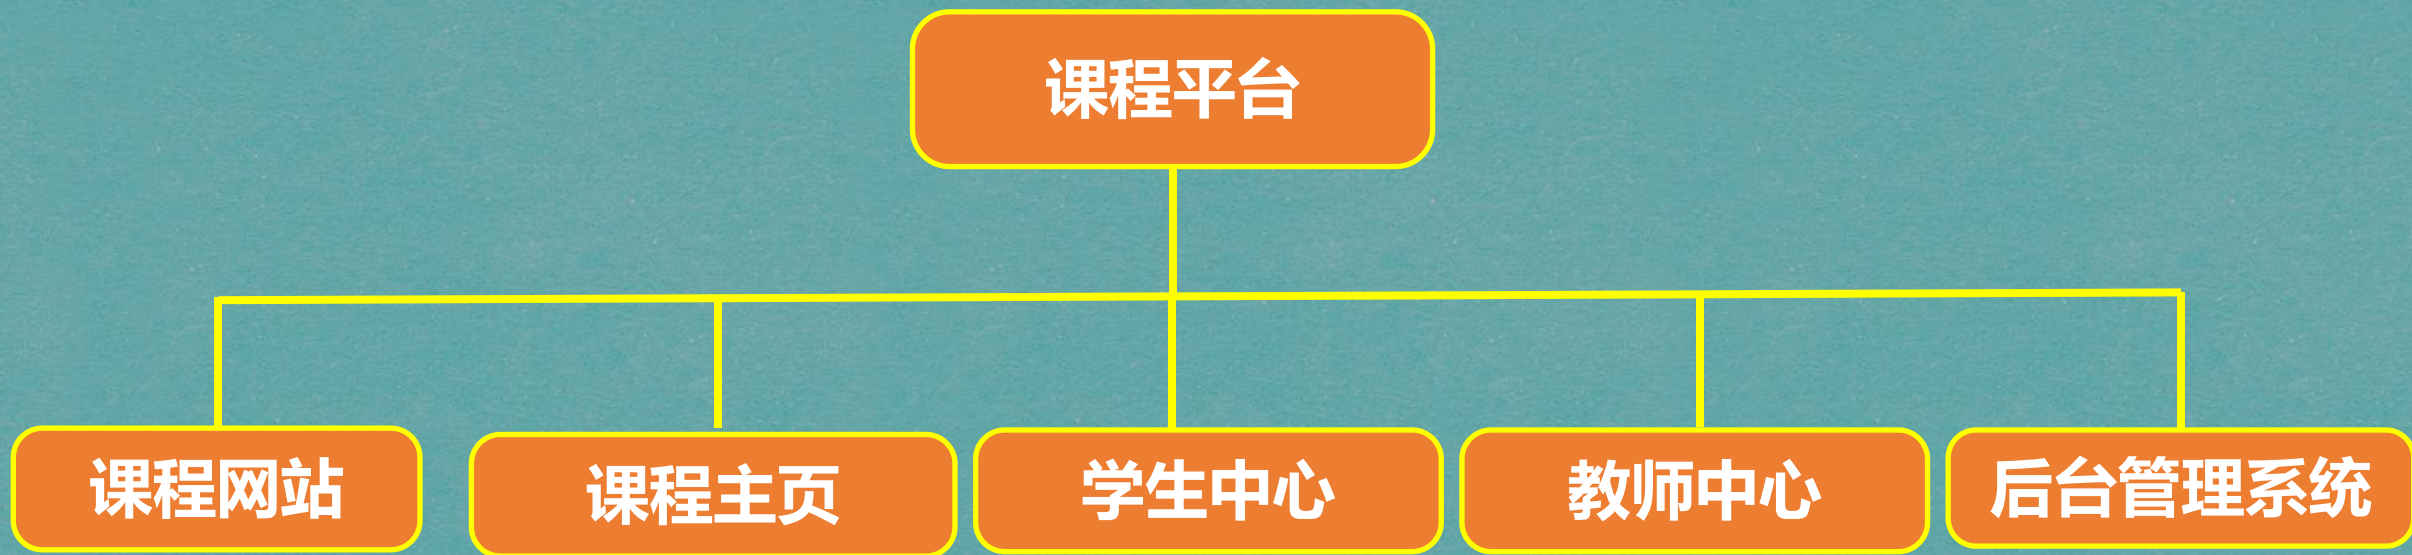 课程平台
课程网站
课程主页
学生中心
教师中心
后台管理系统